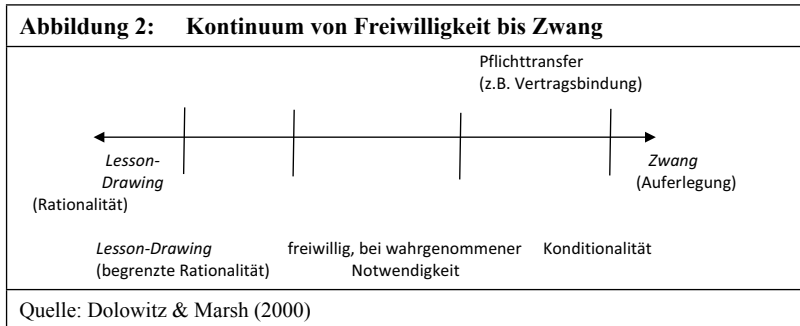 Abbildung 2: Kontinuum von Freiwilligkeit bis Zwang
Pflichttransfer
(z.B. Vertragsbindung)
Lesson-
Drawing
(Rationalität)
Zwang
(Auferlegung)
Lesson-Drawing
(begrenzte Rationalität)
freiwillig, bei wahrgenommener
Notwendigkeit
Konditionalität
Quelle: Dolowitz & Marsh (2000)